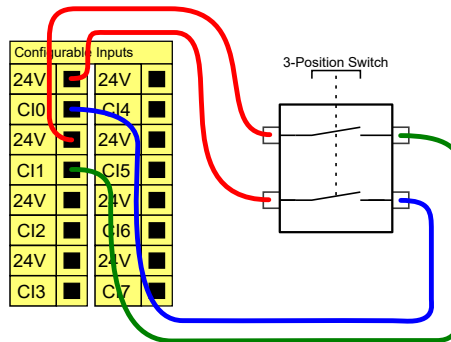 Configurable Inputs
24V 24V
CI0 CI4
24V 24V
CI1 CI5
24V 24V
CI2 CI6
24V 24V
CI3 CI7
3-Position Switch